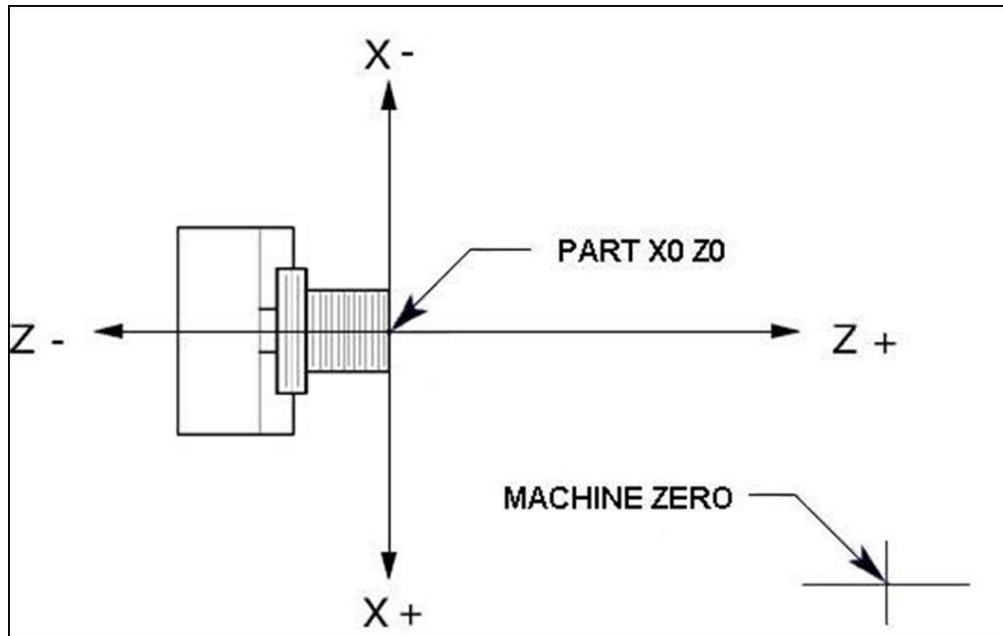 X -
PART X0 Z0
Z -
Z +
MACHINE ZERO
X +